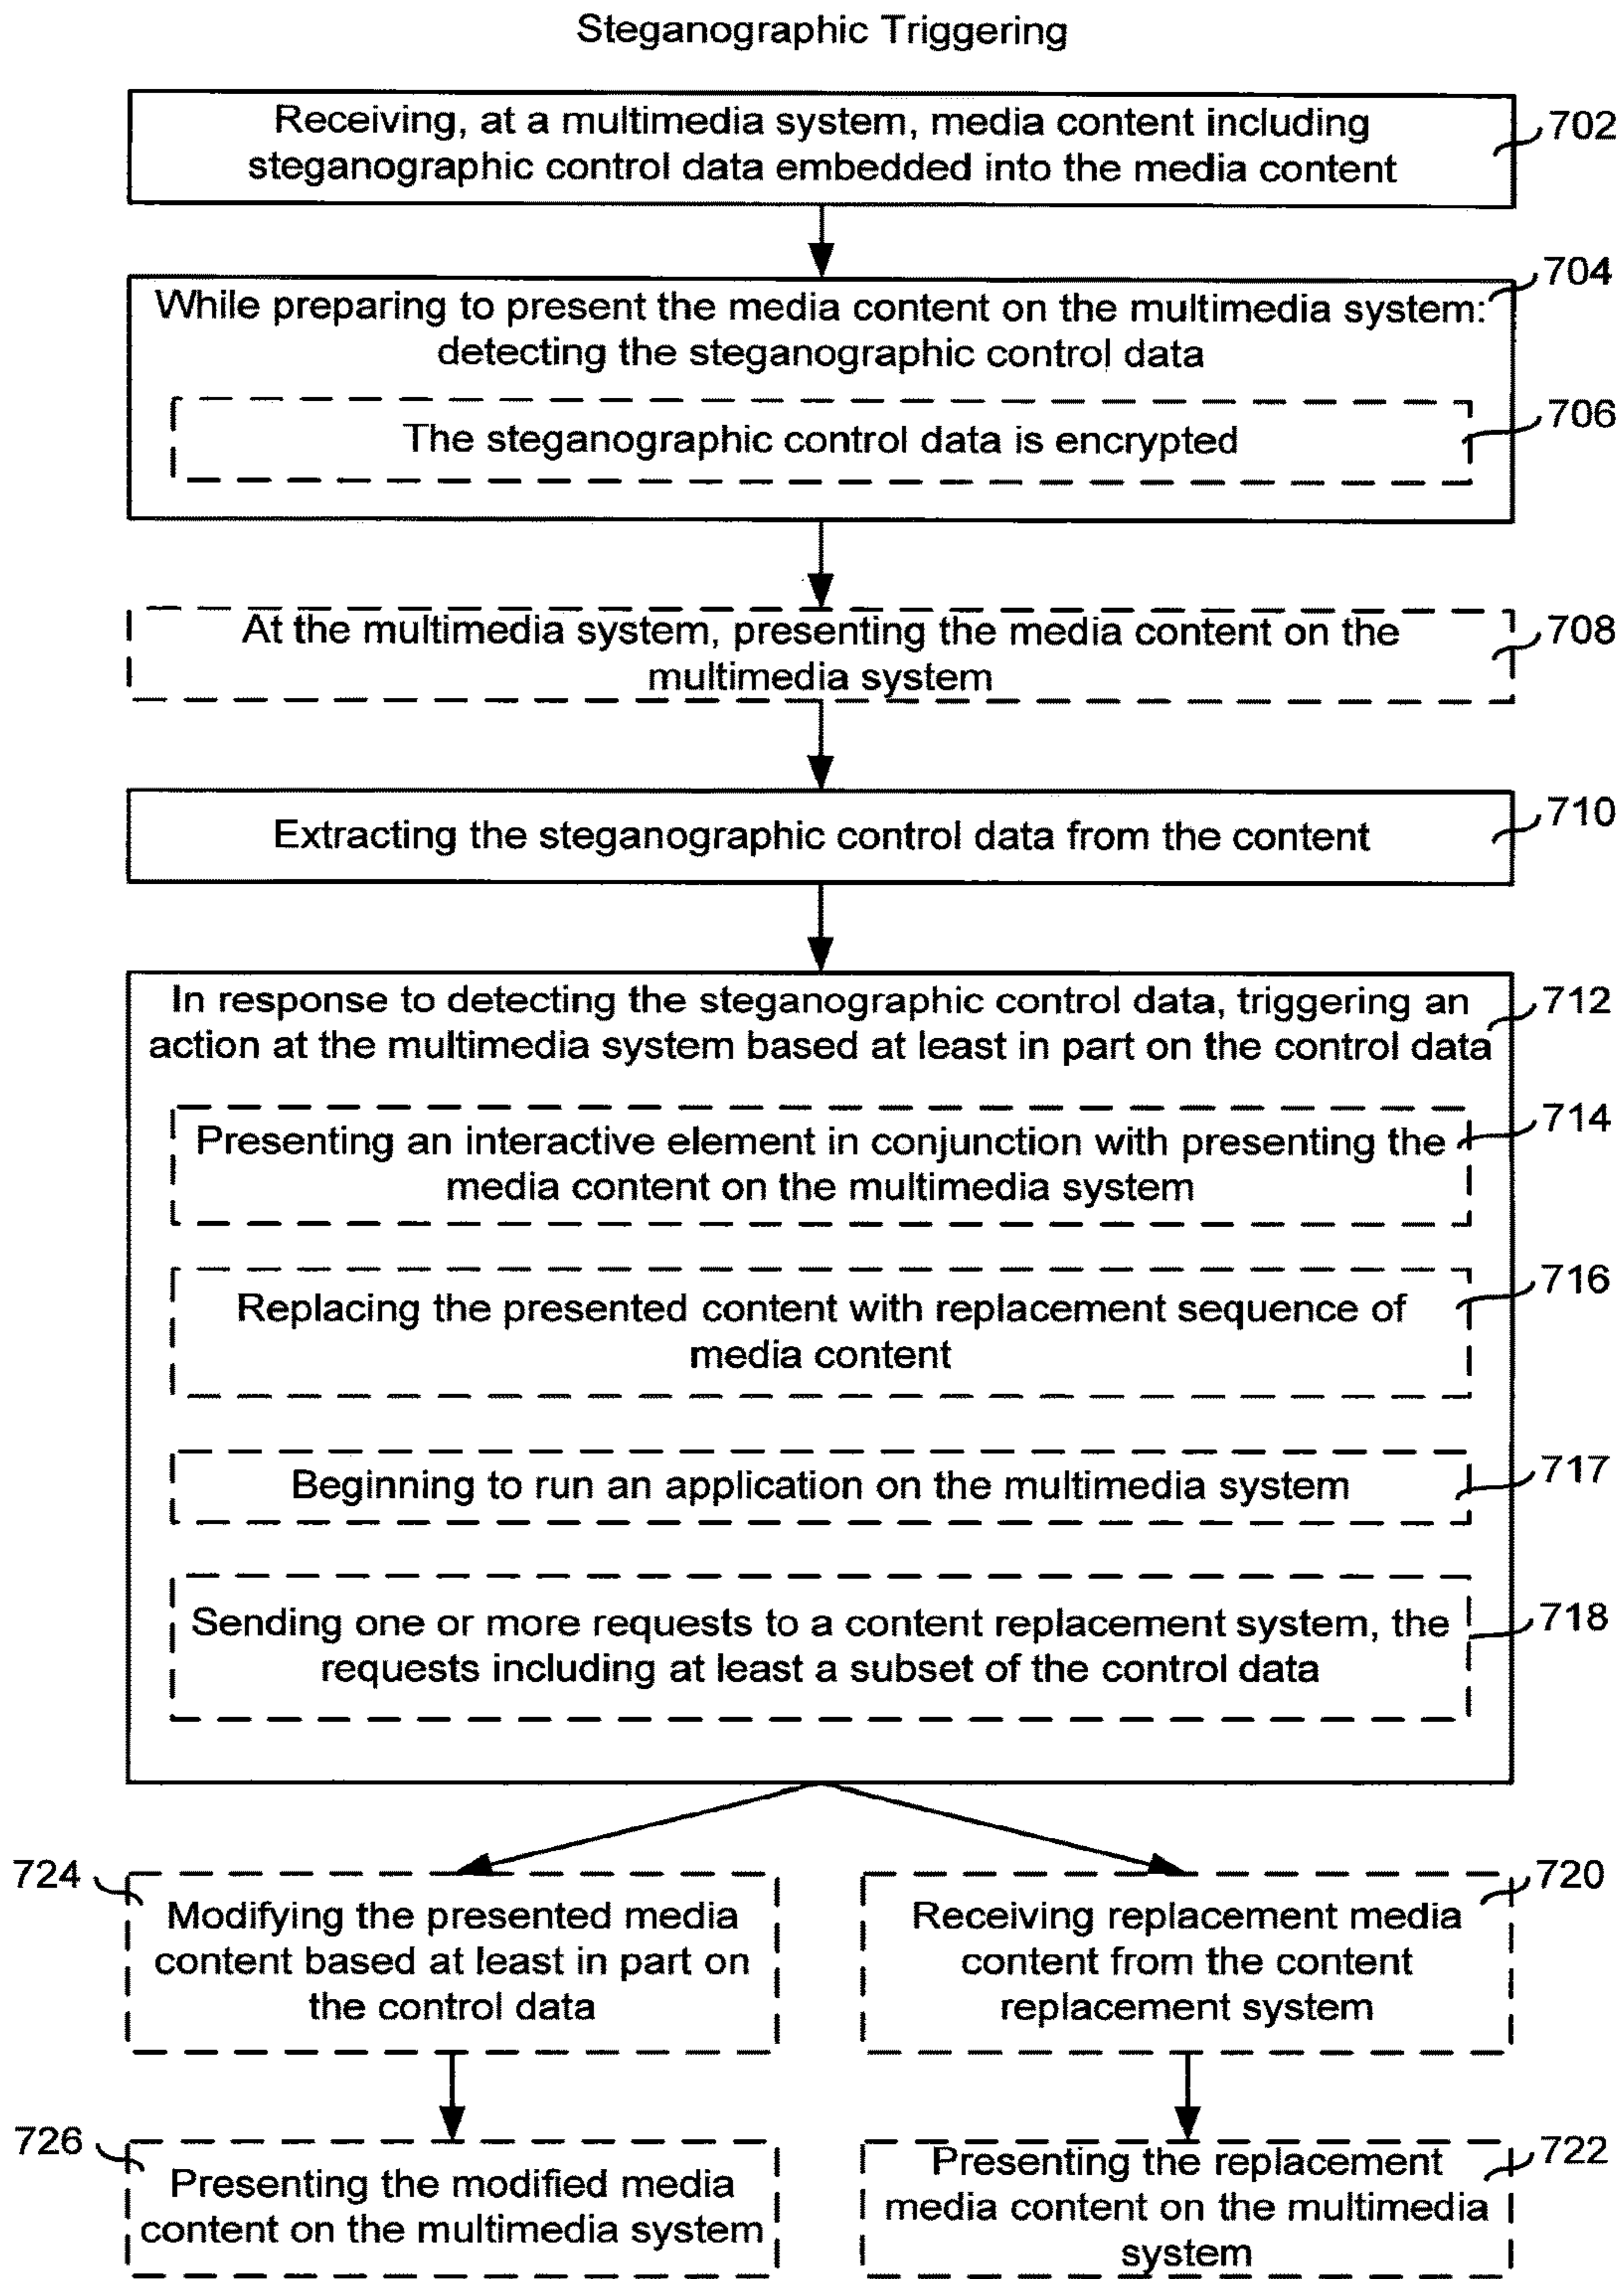 Steganographic Triggering
Receiving, at a multimedia system, media content including
steganographic control data embedded into the media content
702
704
While preparing to present the media content on the multimedia system:
detecting the steganographic control data
The steganographic control data is encrypted
706
At the multimedia system, presenting the media content on the
multimedia system
708
Extracting the steganographic control data from the content
710
In response to detecting the steganographic control data, triggering an
action at the multimedia system based at least in part on the control data
712
Presenting an interactive element in conjunction with presenting the
media content on the multimedia system
714
Replacing the presented content with replacement sequence of
media content
716
Beginning to run an application on the multimedia system
717
Sending one or more requests to a content replacement system, the
requests including at least a subset of the control data
718
724
Modifying the presented media
content based at least in part on
the control data
720
Receiving replacement media
content from the content
replacement system
726
Presenting the modified media
content on the multimedia system
722
Presenting the replacement
media content on the multimedia
system